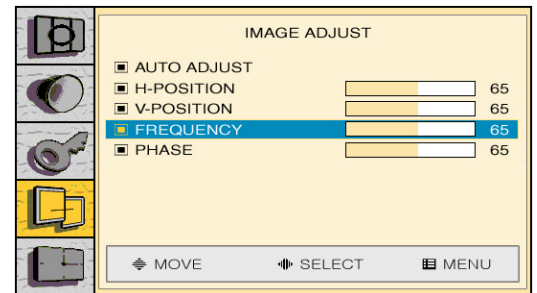 IMAGE ADJUST
AUTO ADJUST
H-POSITION 65
V-POSITION 65
FREQUENCY 65
PHASE 65
MOVE SELECT MENU